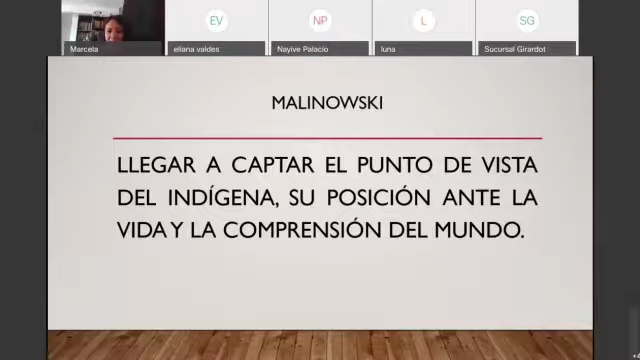 EV
NP
L
SG
Marcela
eliana valdes
Nayive Palacio
luna
Sucursal Girardot
MALINOWSKI
LLEGAR A CAPTAR EL PUNTO DE VISTA
DEL INDÍGENA, SU POSICIÓN ANTE LA
VIDA Y LA COMPRENSIÓN DEL MUNDO.